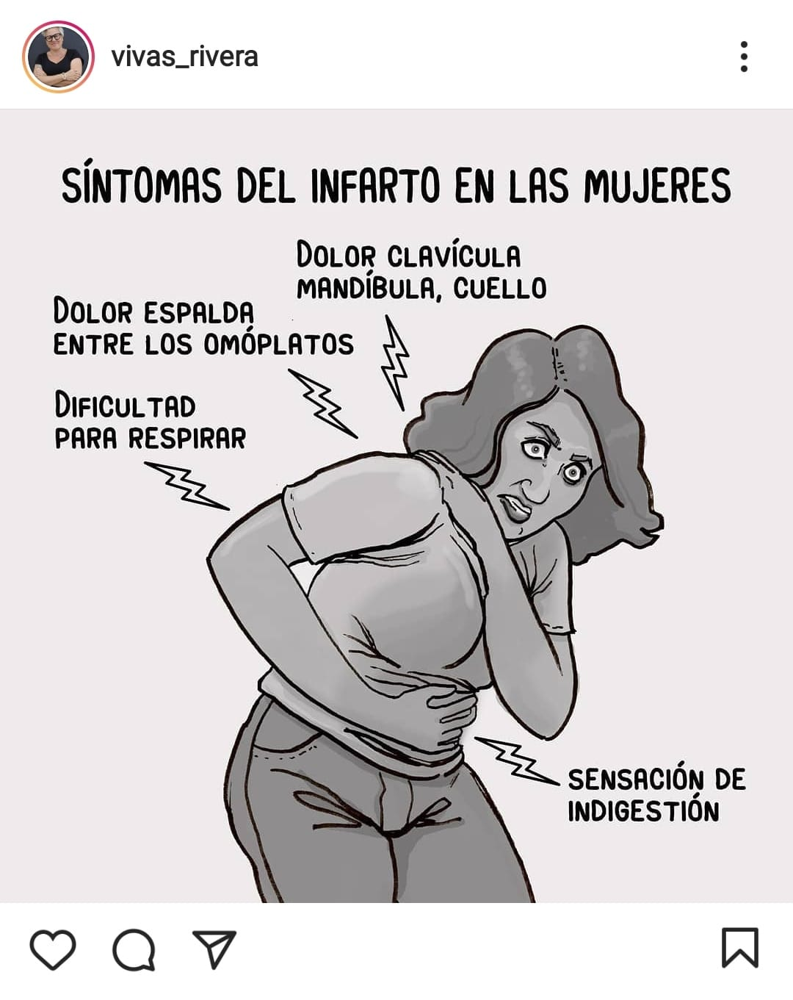 vivas_rivera
SÍNTOMAS DEL INFARTO EN LAS MUJERES
DOLOR CLAVÍCULA
MANDÍBULA, CUELLO
DOLOR ESPALDA
ENTRE LOS OMÓPLATOS
DIFICULTAD
PARA RESPIRAR
SENSACIÓN DE
INDIGESTIÓN